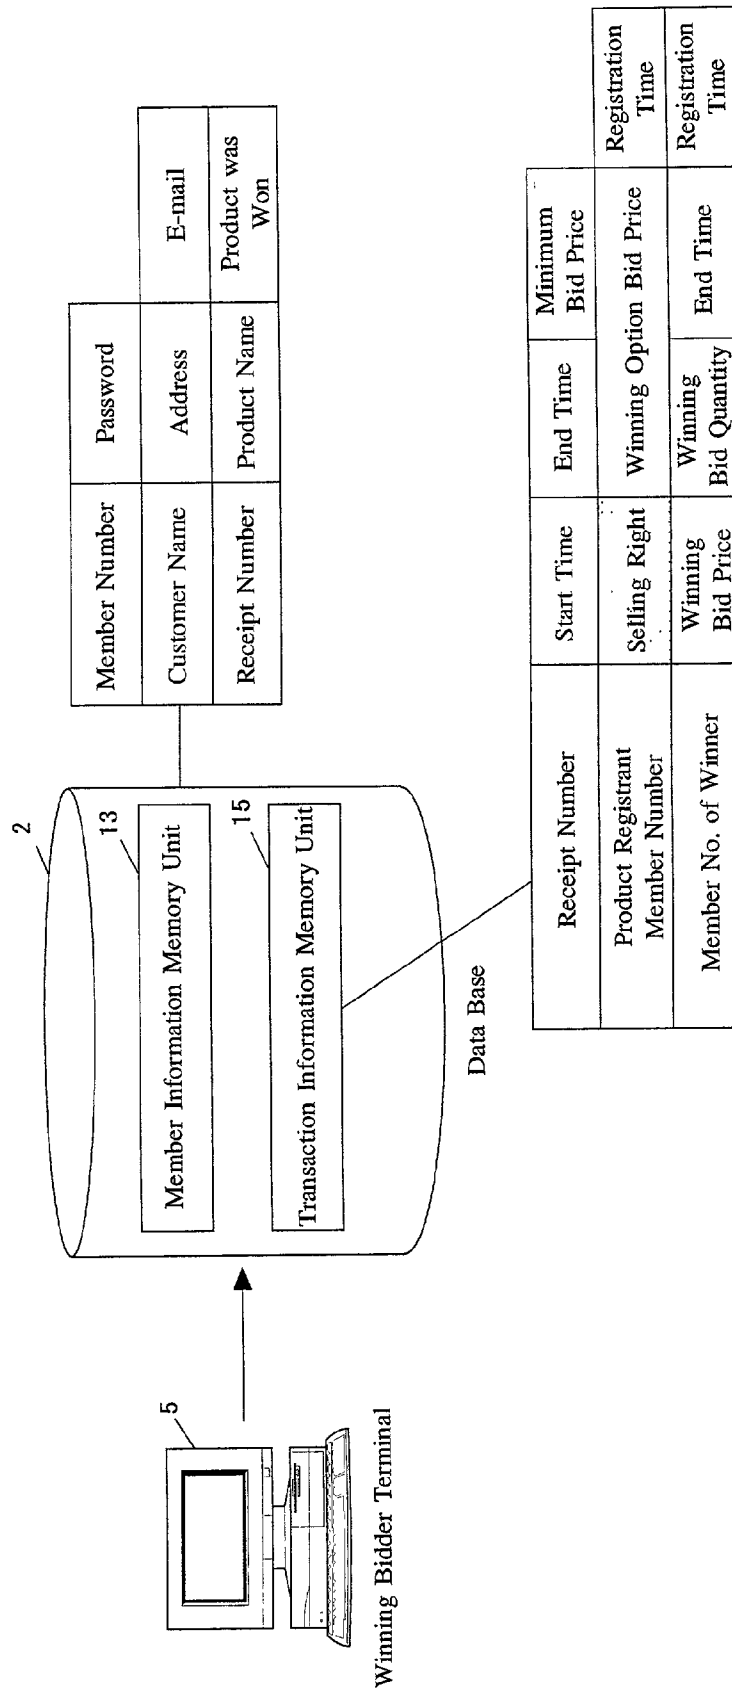 5
Winning Bidder Terminal
2
13
Member Information Memory Unit
15
Transaction Information Memory Unit
Data Base
Member Number
Password
Customer Name
Address
E-mail
Receipt Number
Product Name
Product was
Won
Receipt Number
Start Time
End Time
Minimum
Bid Price
Product Registrant
Member Number
Selling Right
Winning Option Bid Price
Registration
Time
Member No. of Winner
Winning
Bid Price
Winning
Bid Quantity
End Time
Registration
Time